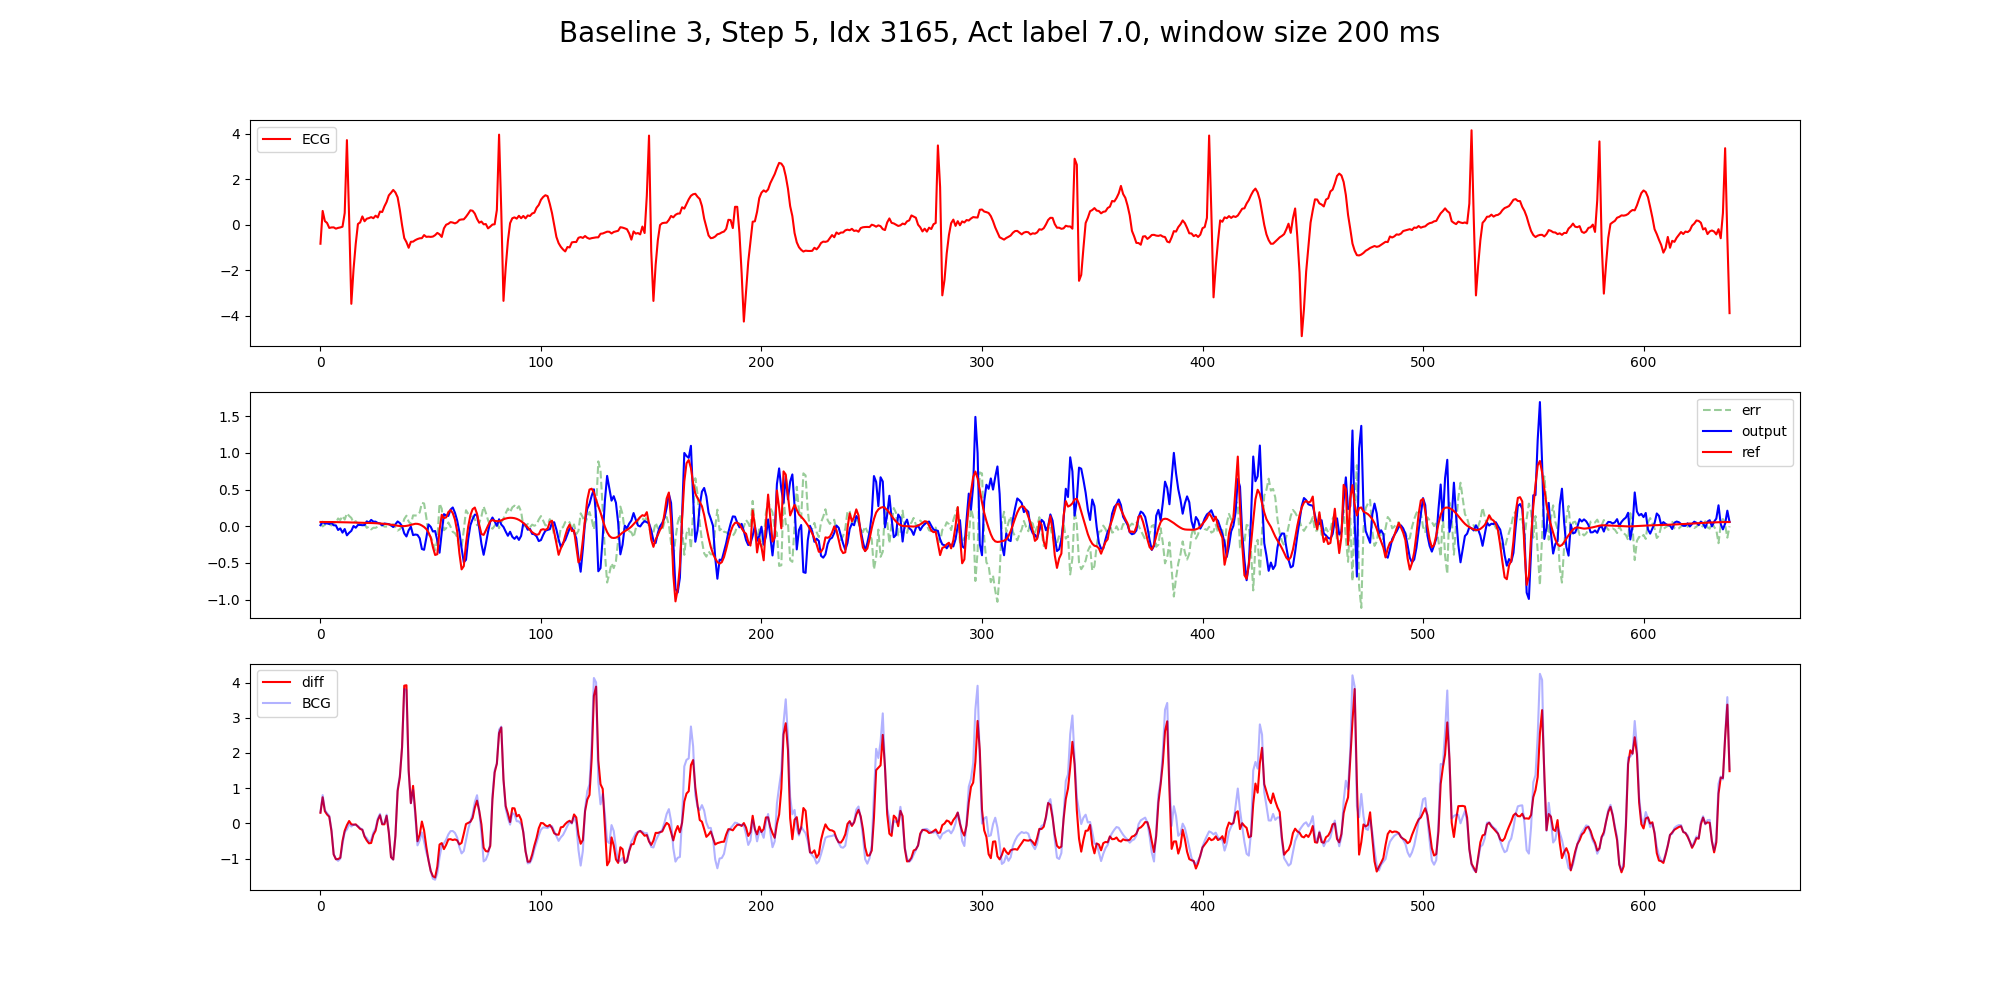 Baseline 3, Step 5, Idx 3165, Act label 7.0, window size 200 ms
ECG
4
2
0
−2
−4
0 100 200 300 400 500 600
err
output
ref
1.5
1.0
0.5
0.0
−0.5
−1.0
0 100 200 300 400 500 600
diff
BCG
4
3
2
1
0
−1
0 100 200 300 400 500 600